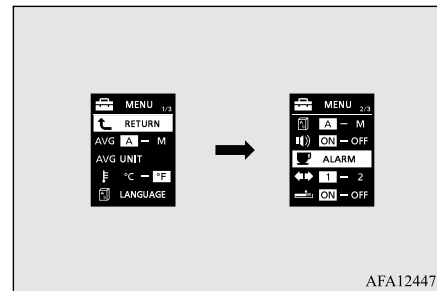 MENU 1/3
RETURN
AVG A – M
AVG UNIT
°C – °F
LANGUAGE
MENU 2/3
A – M
ON – OFF
ALARM
1 – 2
ON – OFF
AFA12447